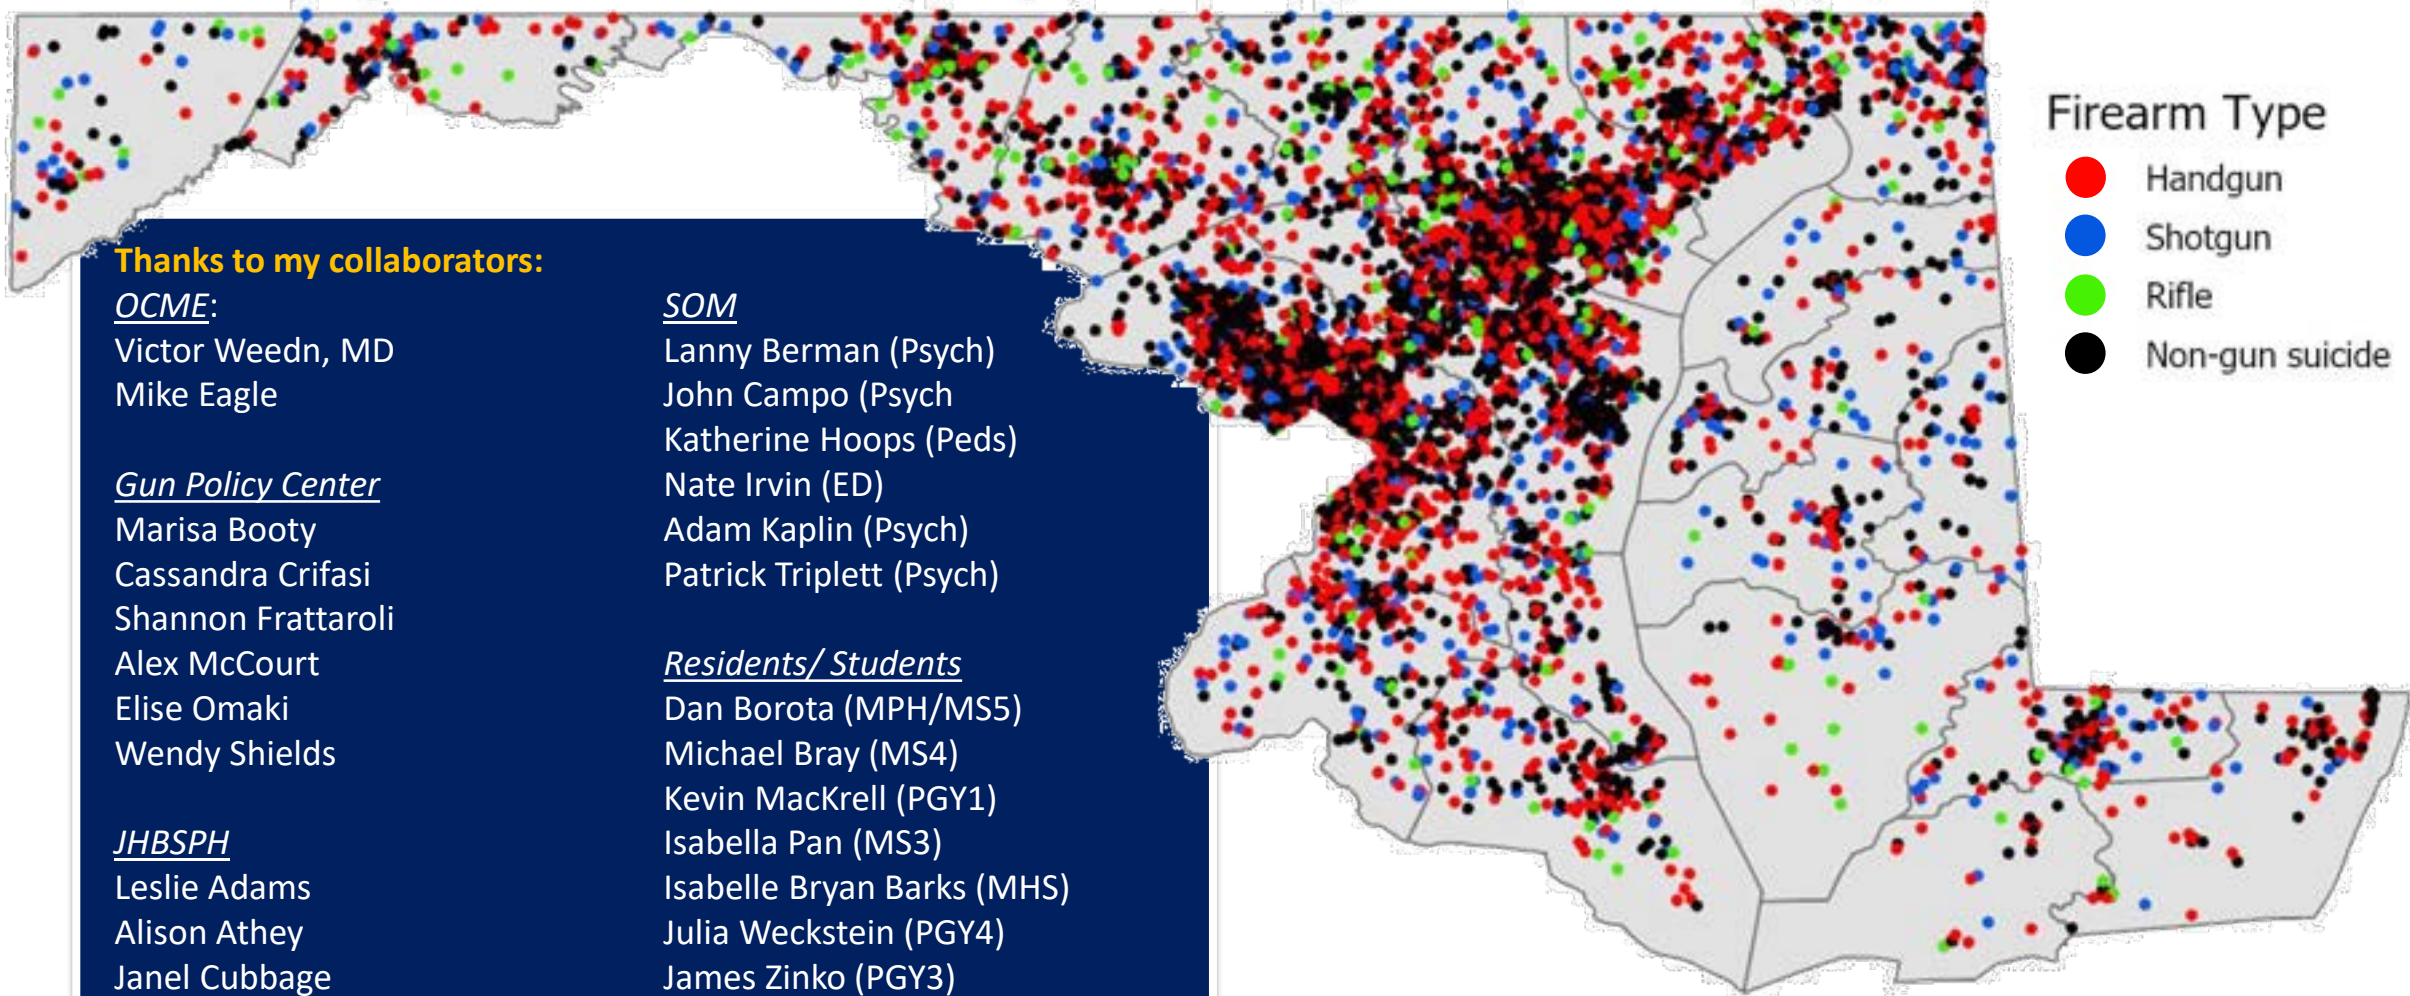 Firearm Type
Handgun
Shotgun
Rifle
Non-gun suicide
Thanks to my collaborators:
OCME:
Victor Weedn, MD
Mike Eagle
Gun Policy Center
Marisa Booty
Cassandra Crifasi
Shannon Frattaroli
Alex McCourt
Elise Omaki
Wendy Shields
JHBSPH
Leslie Adams
Alison Athey
Janel Cubbage
SOM
Lanny Berman (Psych)
John Campo (Psych
Katherine Hoops (Peds)
Nate Irvin (ED)
Adam Kaplin (Psych)
Patrick Triplett (Psych)
Residents/ Students
Dan Borota (MPH/MS5)
Michael Bray (MS4)
Kevin MacKrell (PGY1)
Isabella Pan (MS3)
Isabelle Bryan Barks (MHS)
Julia Weckstein (PGY4)
James Zinko (PGY3)